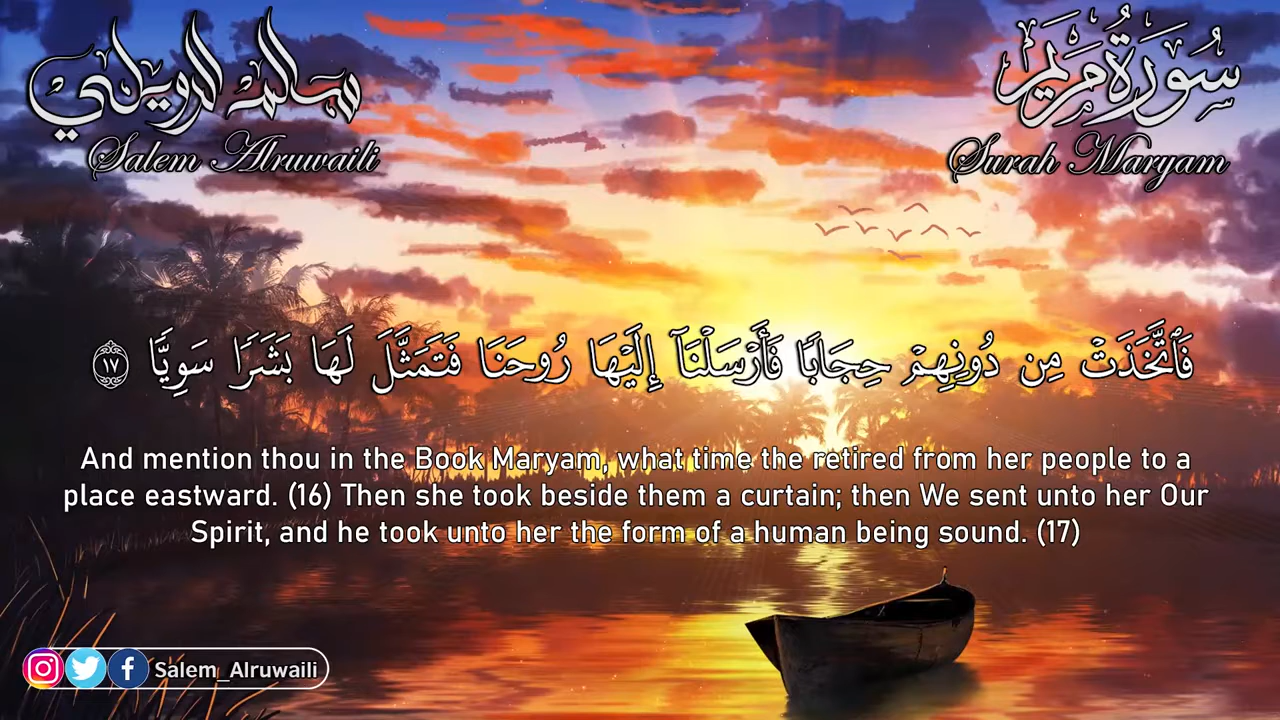 سالم الرويلي
Salem Alruwaili
سُورَةُ مَرْيَم
Surah Maryam
فَٱتَّخَذَتْ مِن دُونِهِمْ حِجَابًا فَأَرْسَلْنَآ إِلَيْهَا رُوحَنَا فَتَمَثَّلَ لَهَا بَشَرًا سَوِيًّا ١٧
And mention thou in the Book Maryam, what time the retired from her people to a
place eastward. (16) Then she took beside them a curtain; then We sent unto her Our
Spirit, and he took unto her the form of a human being sound. (17)
Salem_Alruwaili